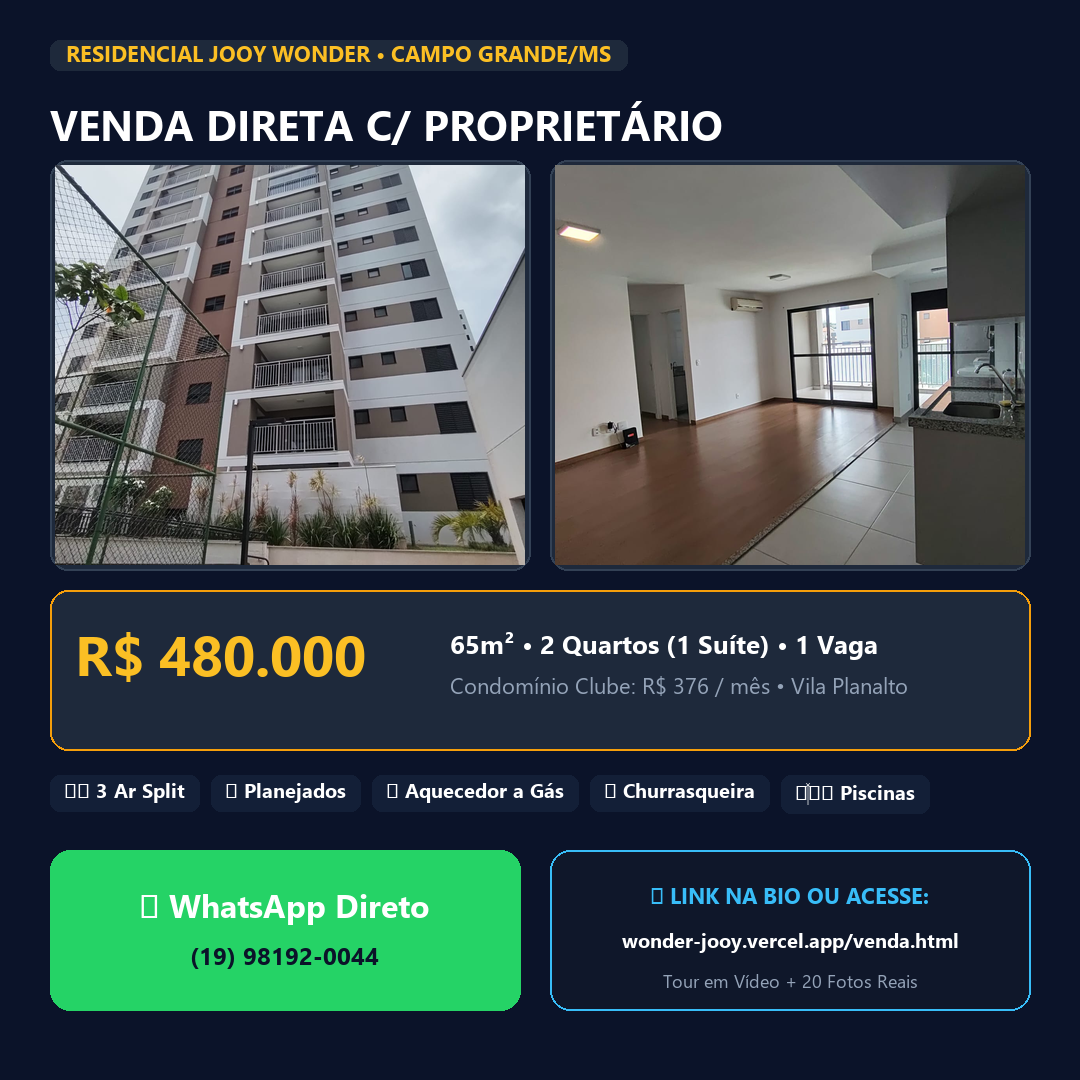 RESIDENCIAL JOOY WONDER • CAMPO GRANDE/MS
VENDA DIRETA C/ PROPRIETÁRIO
R$ 480.000
65m² • 2 Quartos (1 Suíte) • 1 Vaga
Condomínio Clube: R$ 376 / mês • Vila Planalto
3 Ar Split
Planejados
Aquecedor a Gás
Churrasqueira
Piscinas
WhatsApp Direto
(19) 98192-0044
LINK NA BIO OU ACESSE:
wonder-jooy.vercel.app/venda.html
Tour em Vídeo + 20 Fotos Reais